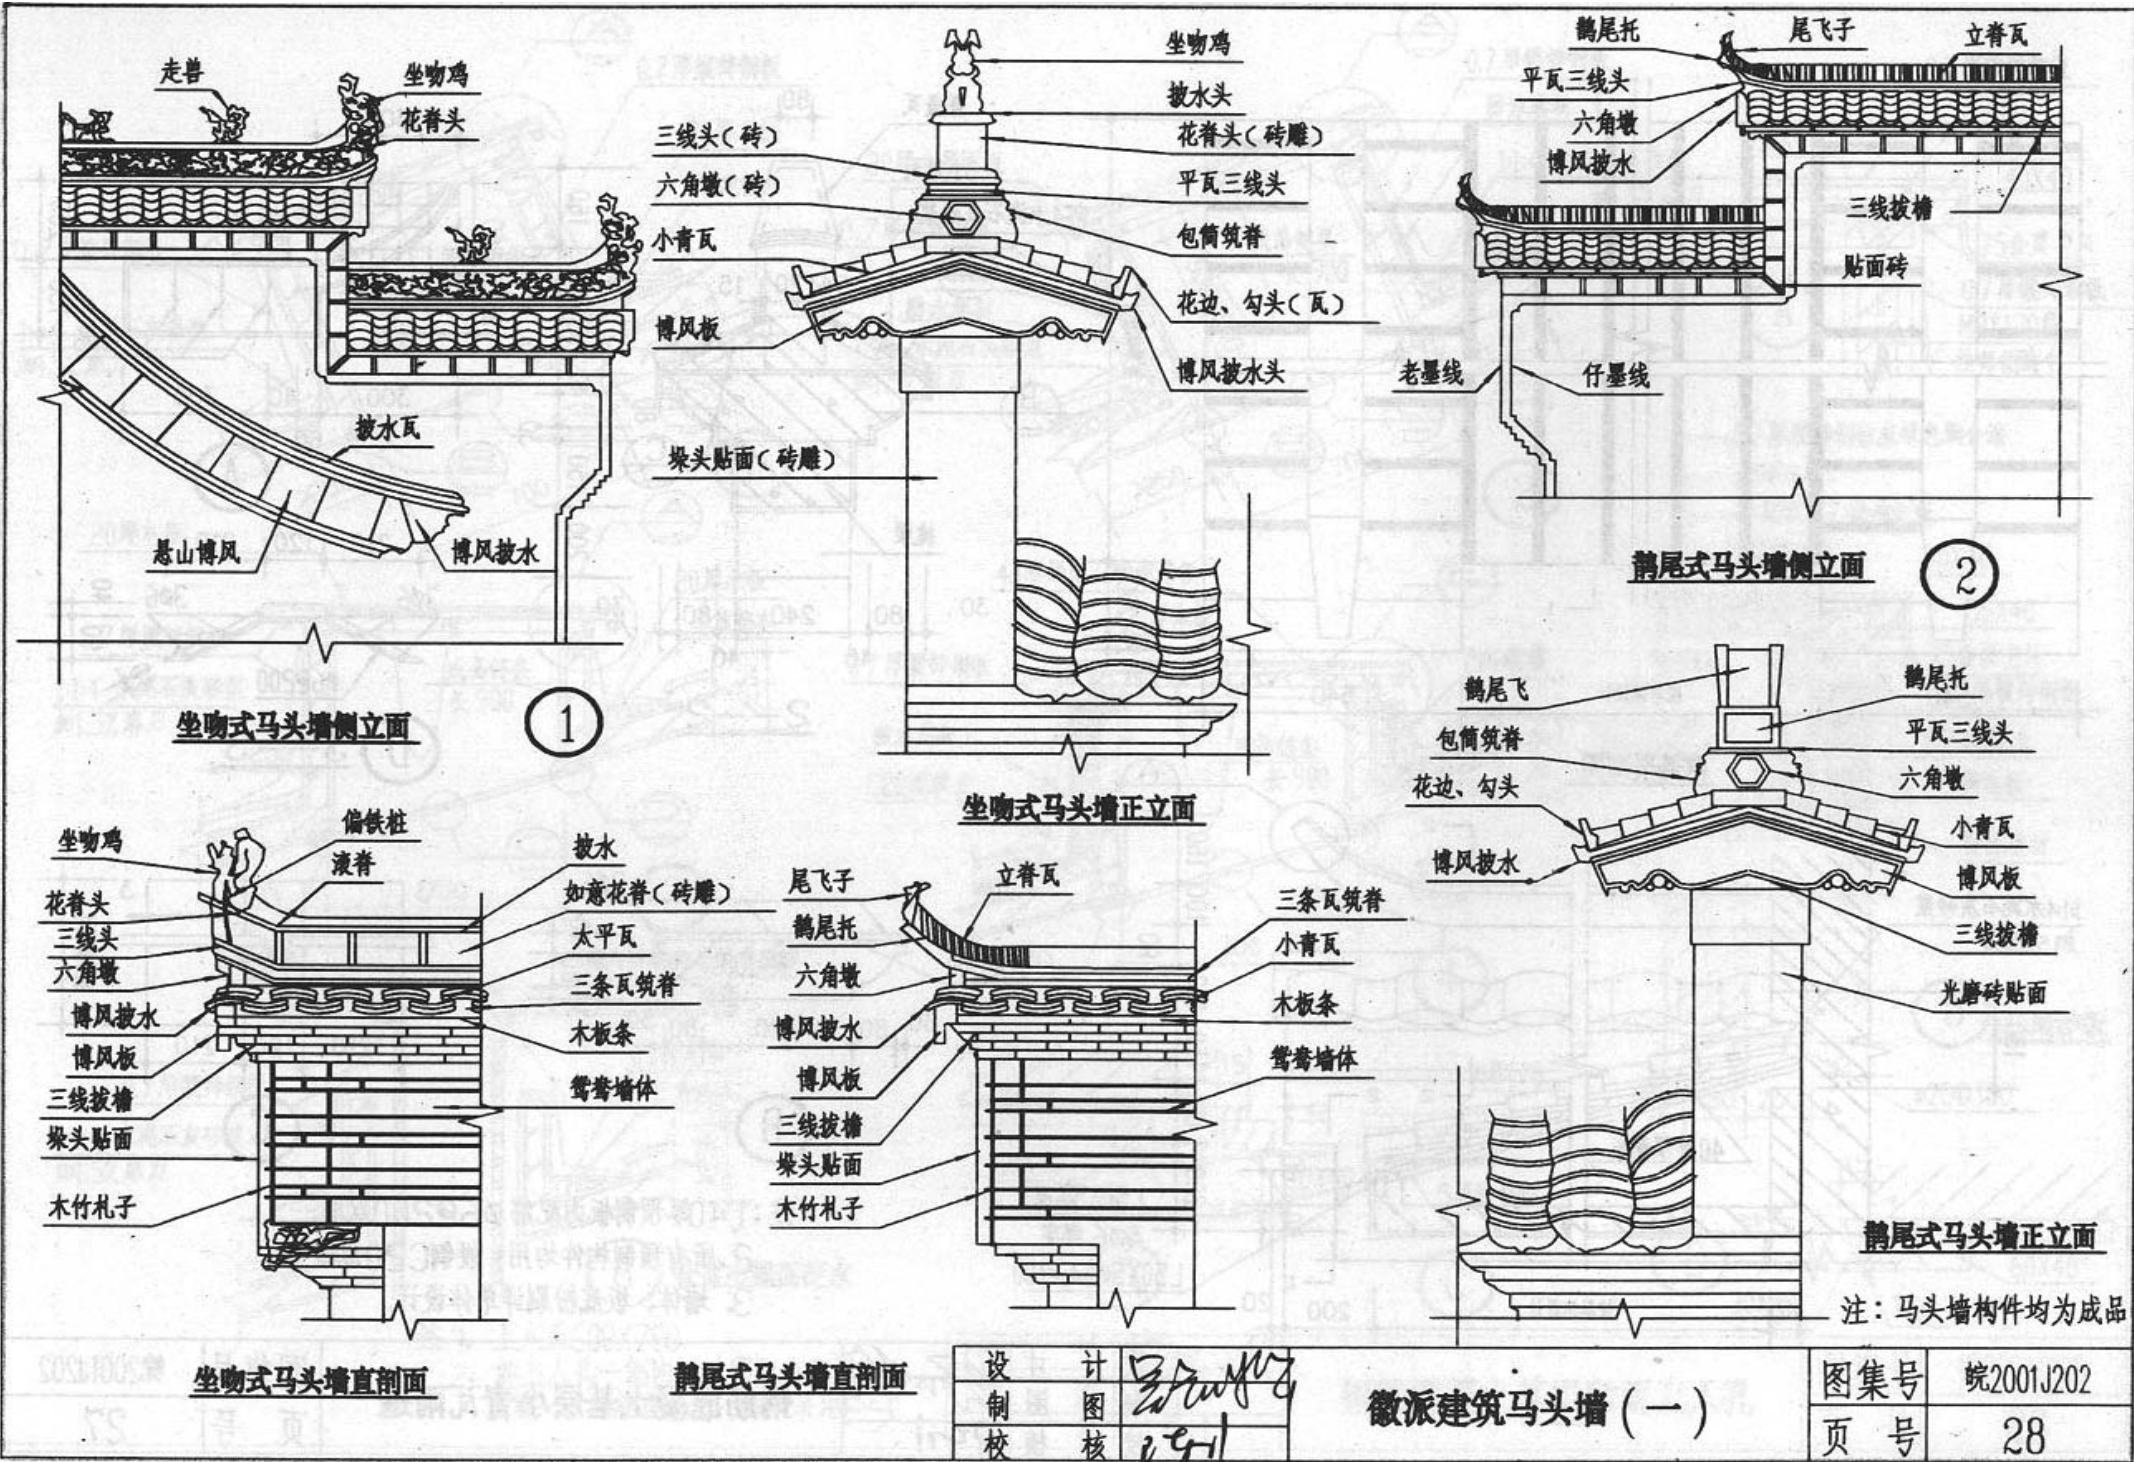 走兽
坐吻鸡
花脊头
披水瓦
悬山博风
博风披水
坐吻式马头墙侧立面
1
坐吻鸡
披水头
三线头(砖)
花脊头(砖雕)
六角墩(砖)
平瓦三线头
小青瓦
包筒筑脊
花边、勾头(瓦)
博风板
博风披水头
垛头贴面(砖雕)
坐吻式马头墙正立面
鹊尾托
尾飞子
立脊瓦
平瓦三线头
六角墩
博风披水
三线拔檐
贴面砖
老墨线
仔墨线
鹊尾式马头墙侧立面
2
坐吻鸡
偏铁桩
滚脊
披水
花脊头
如意花脊(砖雕)
三线头
太平瓦
六角墩
三条瓦筑脊
博风披水
木板条
博风板
三线拔檐
鸳鸯墙体
垛头贴面
木竹札子
坐吻式马头墙直剖面
尾飞子
立脊瓦
鹊尾托
三条瓦筑脊
小青瓦
六角墩
木板条
博风披水
鸳鸯墙体
博风板
三线拔檐
垛头贴面
木竹札子
鹊尾式马头墙直剖面
鹊尾飞
鹊尾托
包筒筑脊
平瓦三线头
花边、勾头
六角墩
小青瓦
博风披水
博风板
三线拔檐
光磨砖贴面
鹊尾式马头墙正立面
注：马头墙构件均为成品
设计
制图
校核
徽派建筑马头墙(一)
图集号
皖2001J202
页号
28